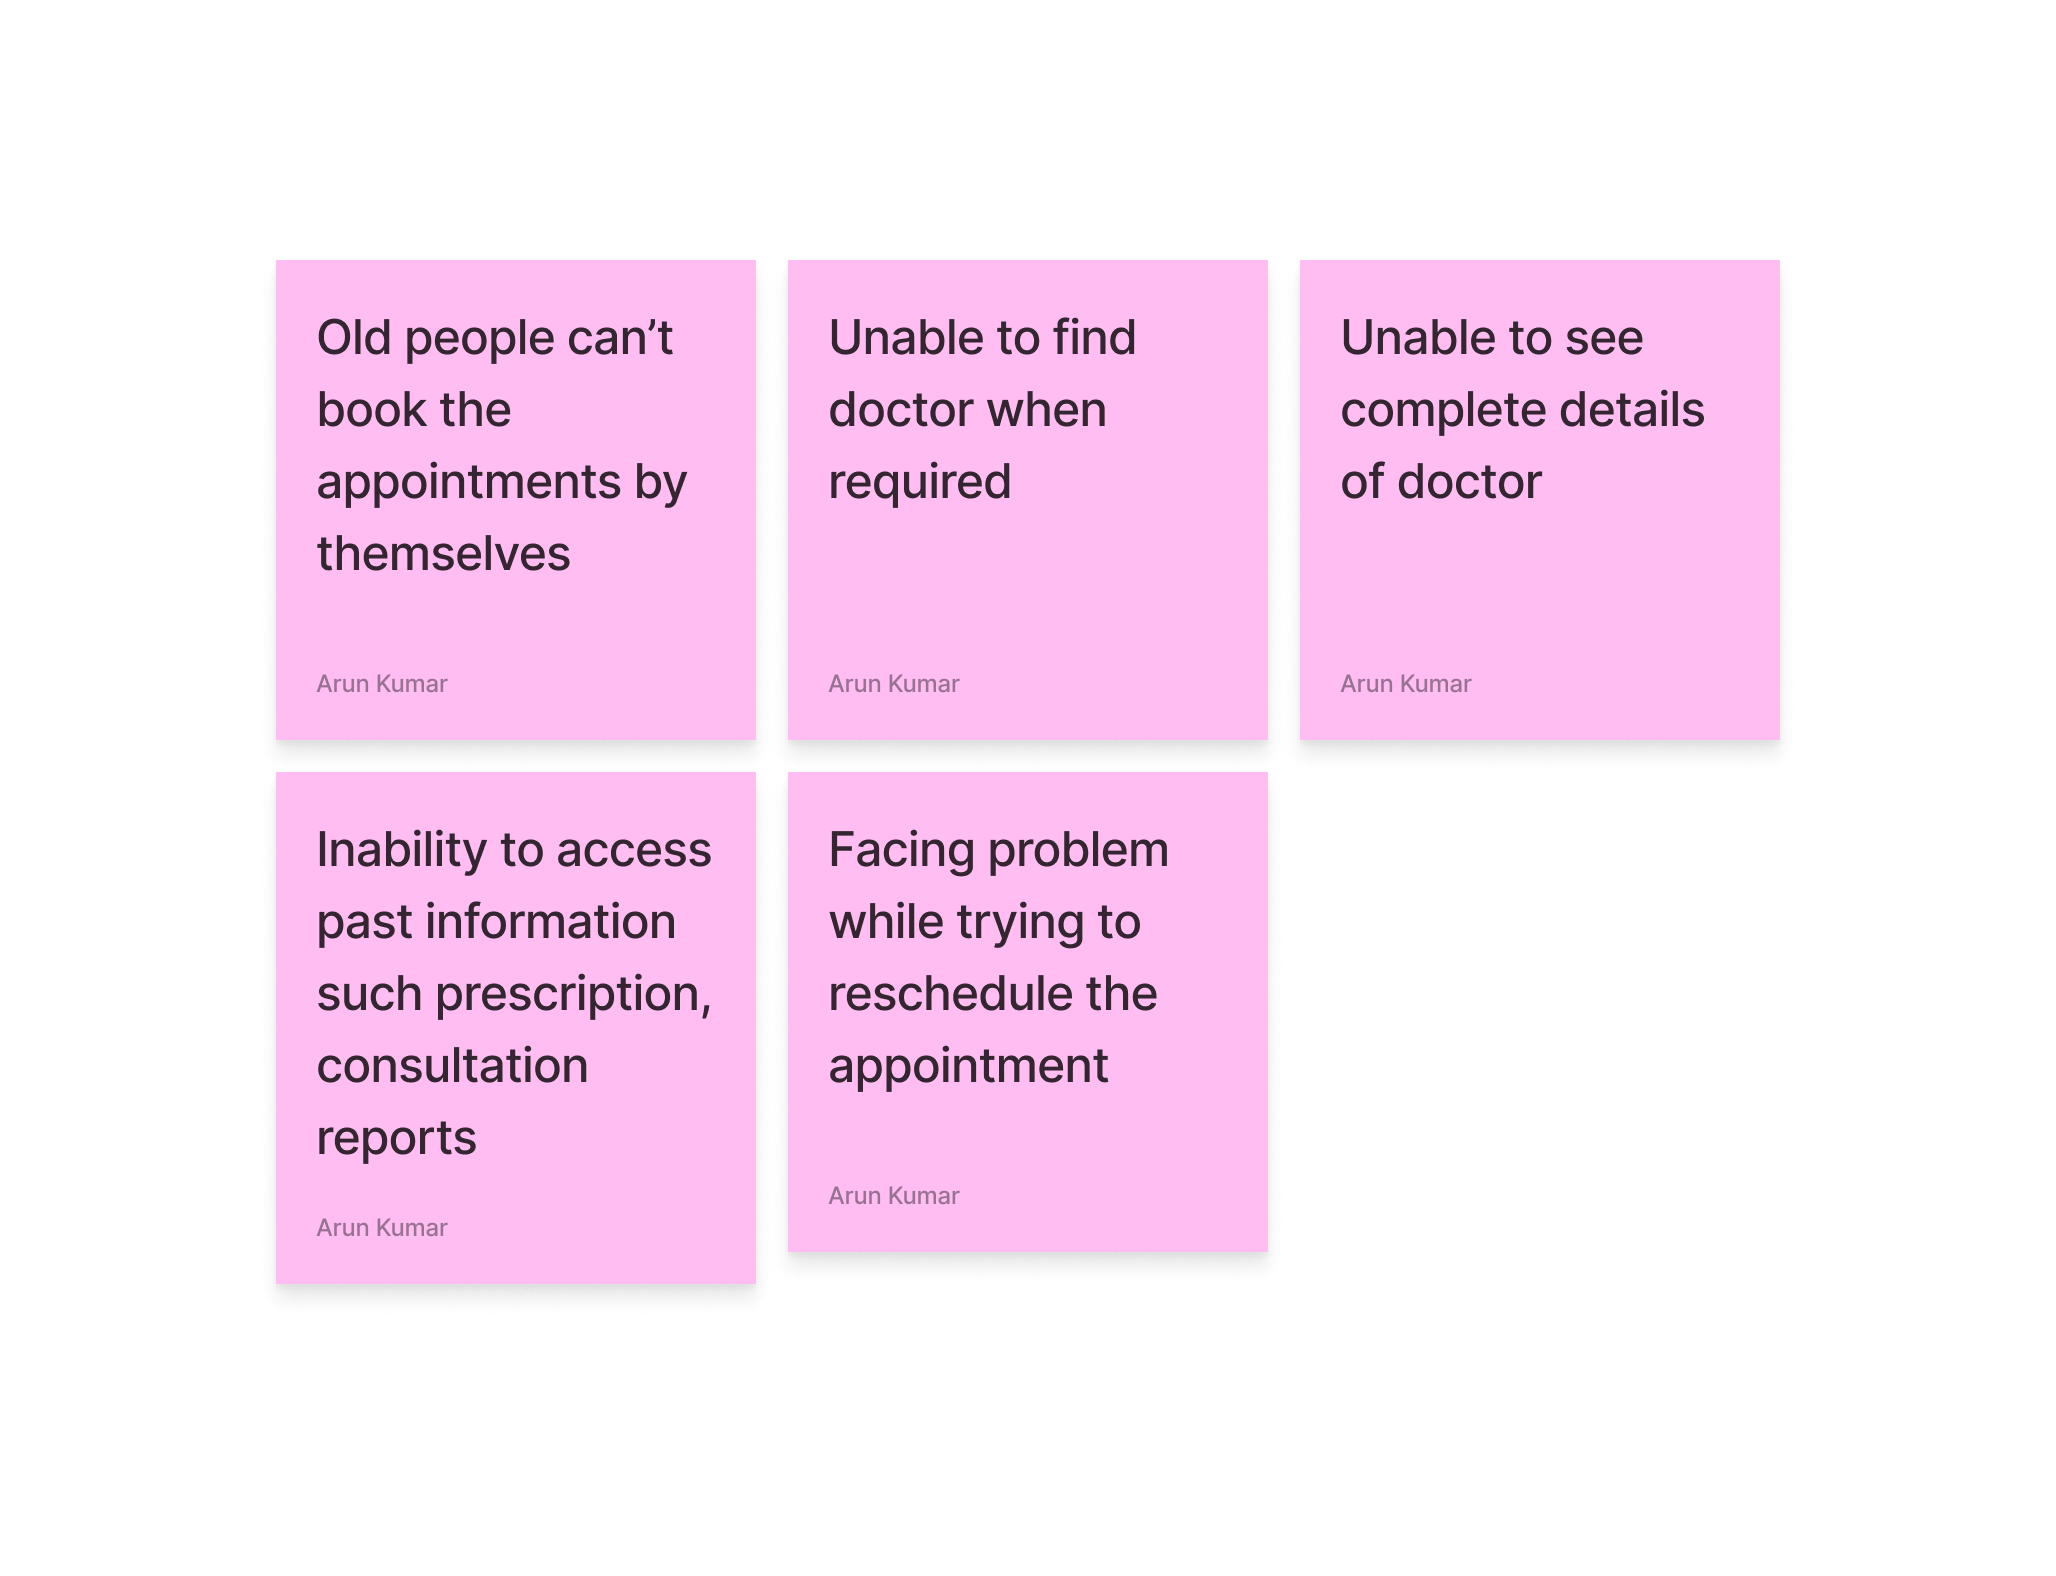 Old people can’t
book the
appointments by
themselves
Arun Kumar
Unable to find
doctor when
required
Arun Kumar
Unable to see
complete details
of doctor
Arun Kumar
Inability to access
past information
such prescription,
consultation
reports
Arun Kumar
Facing problem
while trying to
reschedule the
appointment
Arun Kumar